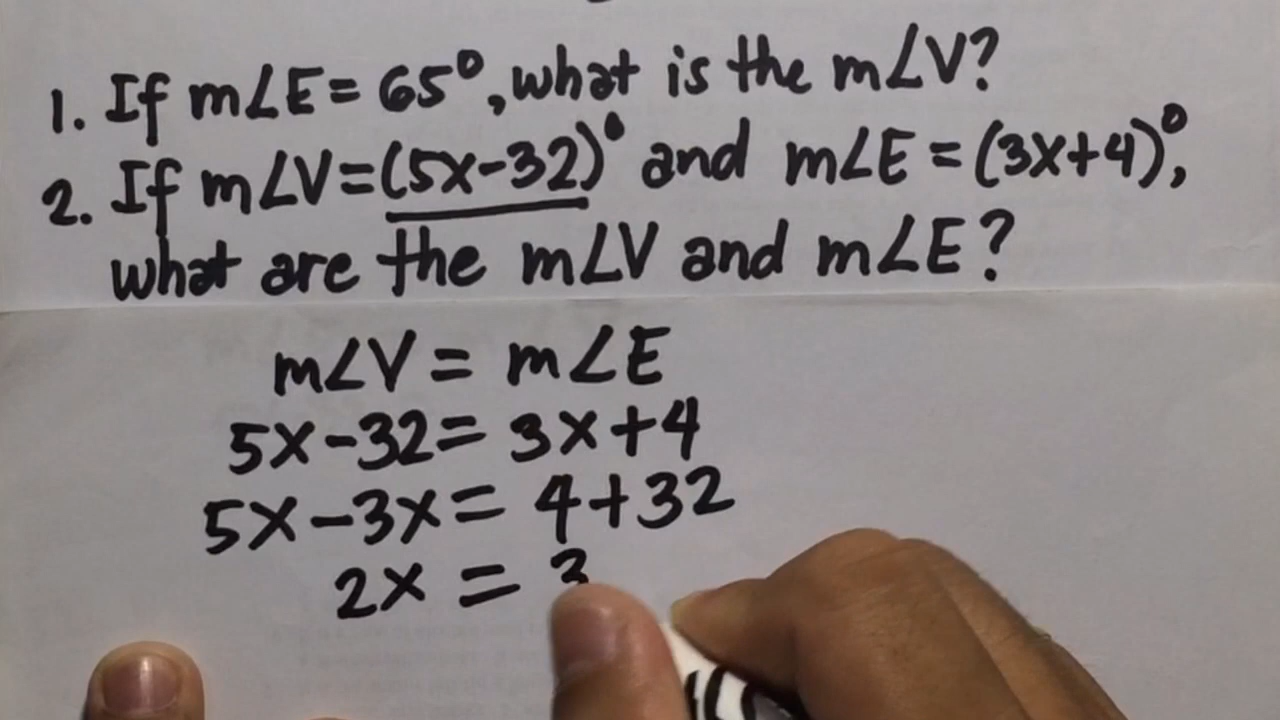 1. If m∠E = 65°, what is the m∠V?
2. If m∠V = (5x-32)° and m∠E = (3x+4)°,
what are the m∠V and m∠E?
m∠V = m∠E
5x-32 = 3x+4
5x-3x = 4+32
2x = 3